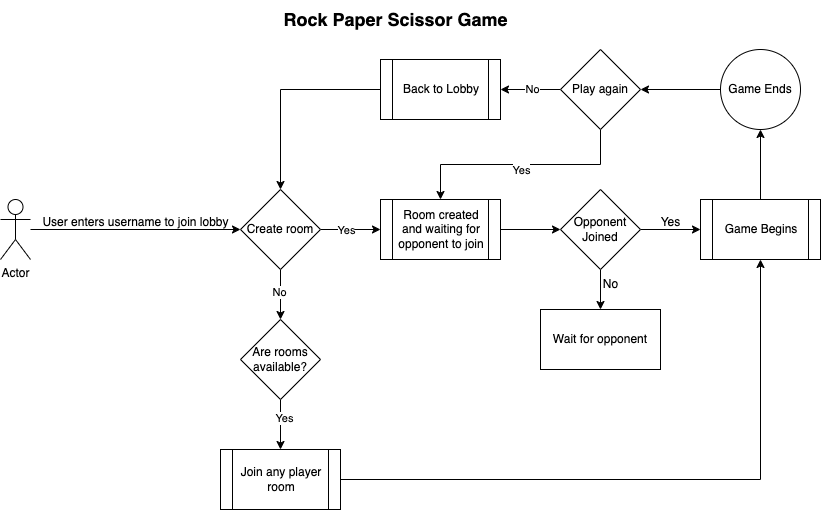 Rock Paper Scissor Game
Back to Lobby
No
Play again
Game Ends
Yes
User enters username to join lobby
Create room
Yes
Room created
and waiting for
opponent to join
Opponent
Joined
Yes
Game Begins
Actor
No
No
Wait for opponent
Are rooms
available?
Yes
Join any player
room